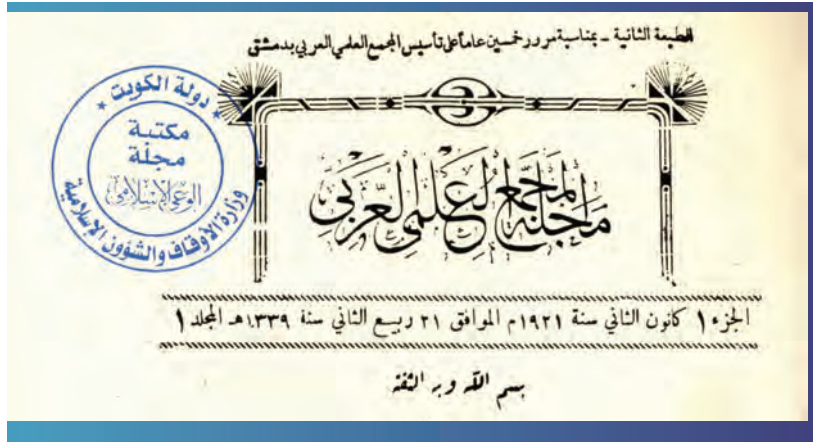 الطبعة الثانية - بمناسبة مرور خمسين عاما على تأسيس المجمع العلمي العربي بدمشق
دولة الكويت
مكتبة
مجلة
الوعي الإسلامي
وزارة الأوقاف والشؤون الإسلامية
مجلة المجمع العلمي العربي
الجزء ١ كانون الثاني سنة ١٩٢١م الموافق ٢١ ربيع الثاني سنة ١٣٣٩هـ المجلد ١
بسم الله وبه الثقة